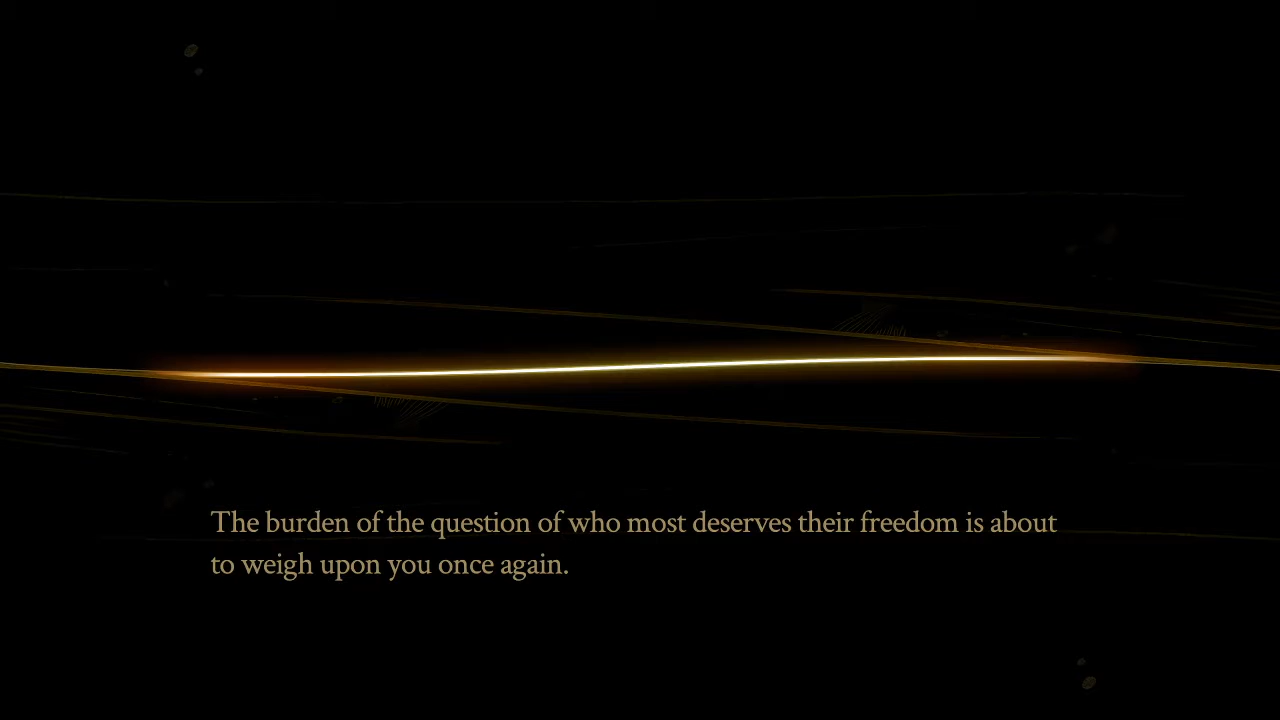 The burden of the question of who most deserves their freedom is about
to weigh upon you once again.